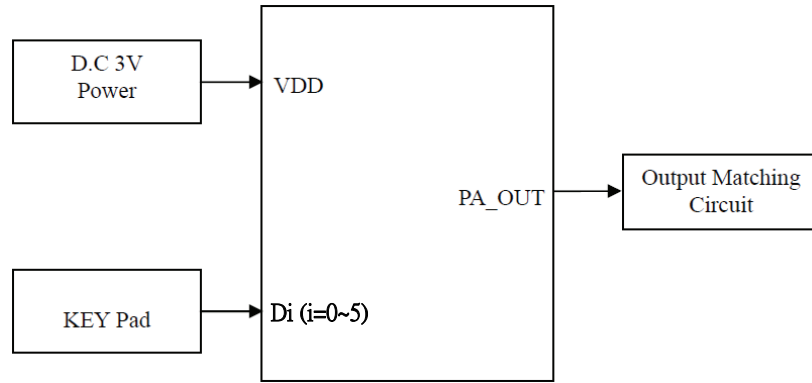 D.C 3V
Power
VDD
PA_OUT
Output Matching
Circuit
KEY Pad
Di (i=0~5)